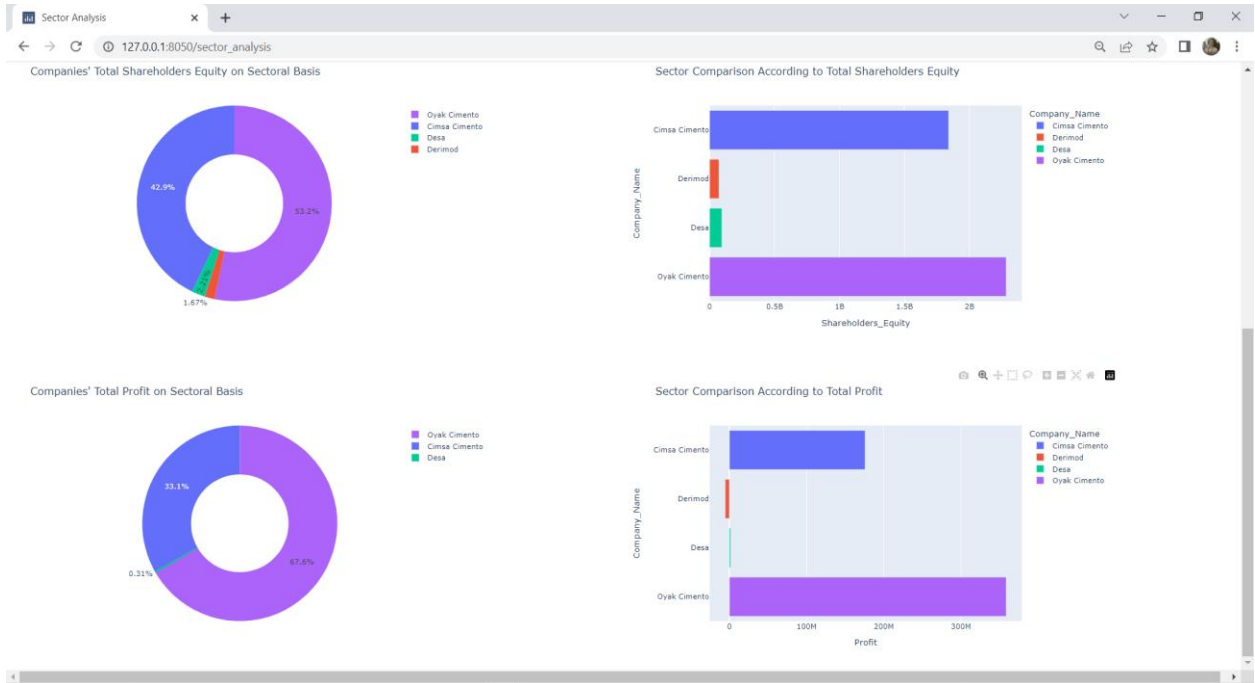 Sector Analysis
127.0.0.1:8050/sector_analysis
Companies' Total Shareholders Equity on Sectoral Basis
Oyak Cimento
Cimsa Cimento
Desa
Derimod
42.9%
53.2%
2.21%
1.67%
Sector Comparison According to Total Shareholders Equity
Company_Name
Cimsa Cimento
Derimod
Desa
Oyak Cimento
0 0.5B 1B 1.5B 2B
Shareholders_Equity
Company_Name
Cimsa Cimento
Derimod
Desa
Oyak Cimento
Companies' Total Profit on Sectoral Basis
Oyak Cimento
Cimsa Cimento
Desa
33.1%
67.6%
0.31%
Sector Comparison According to Total Profit
Company_Name
Cimsa Cimento
Derimod
Desa
Oyak Cimento
0 100M 200M 300M
Profit
Company_Name
Cimsa Cimento
Derimod
Desa
Oyak Cimento